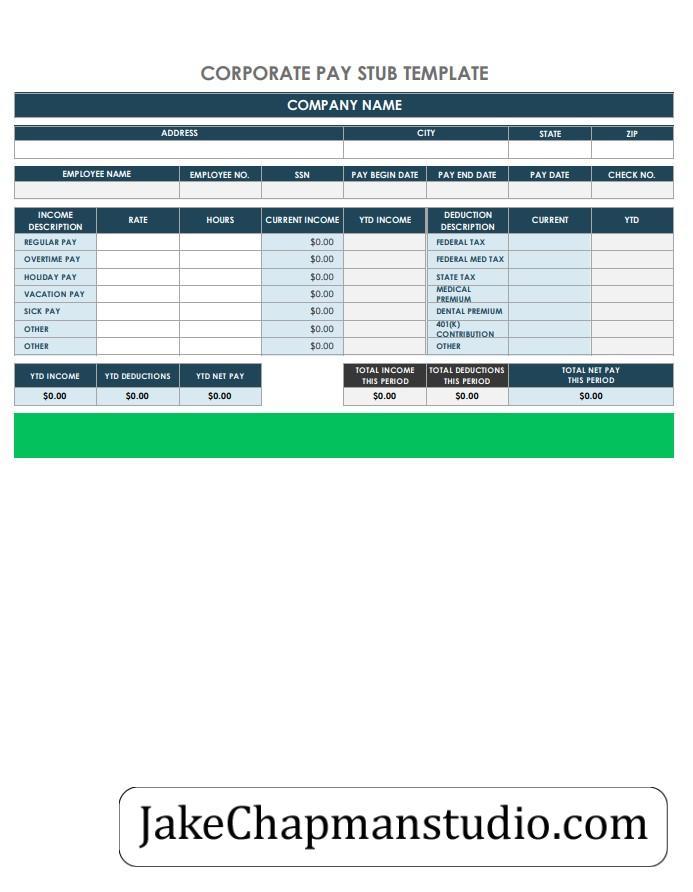 CORPORATE PAY STUB TEMPLATE
COMPANY NAME
ADDRESS CITY STATE ZIP
EMPLOYEE NAME EMPLOYEE NO. SSN PAY BEGIN DATE PAY END DATE PAY DATE CHECK NO.
INCOME DESCRIPTION RATE HOURS CURRENT INCOME YTD INCOME DEDUCTION DESCRIPTION CURRENT YTD
REGULAR PAY $0.00 FEDERAL TAX
OVERTIME PAY $0.00 FEDERAL MED TAX
HOLIDAY PAY $0.00 STATE TAX
VACATION PAY $0.00 MEDICAL PREMIUM
SICK PAY $0.00 DENTAL PREMIUM
OTHER $0.00 401(K) CONTRIBUTION
OTHER $0.00 OTHER
YTD INCOME YTD DEDUCTIONS YTD NET PAY TOTAL INCOME THIS PERIOD TOTAL DEDUCTIONS THIS PERIOD TOTAL NET PAY THIS PERIOD
$0.00 $0.00 $0.00 $0.00 $0.00 $0.00
JakeChapmanstudio.com